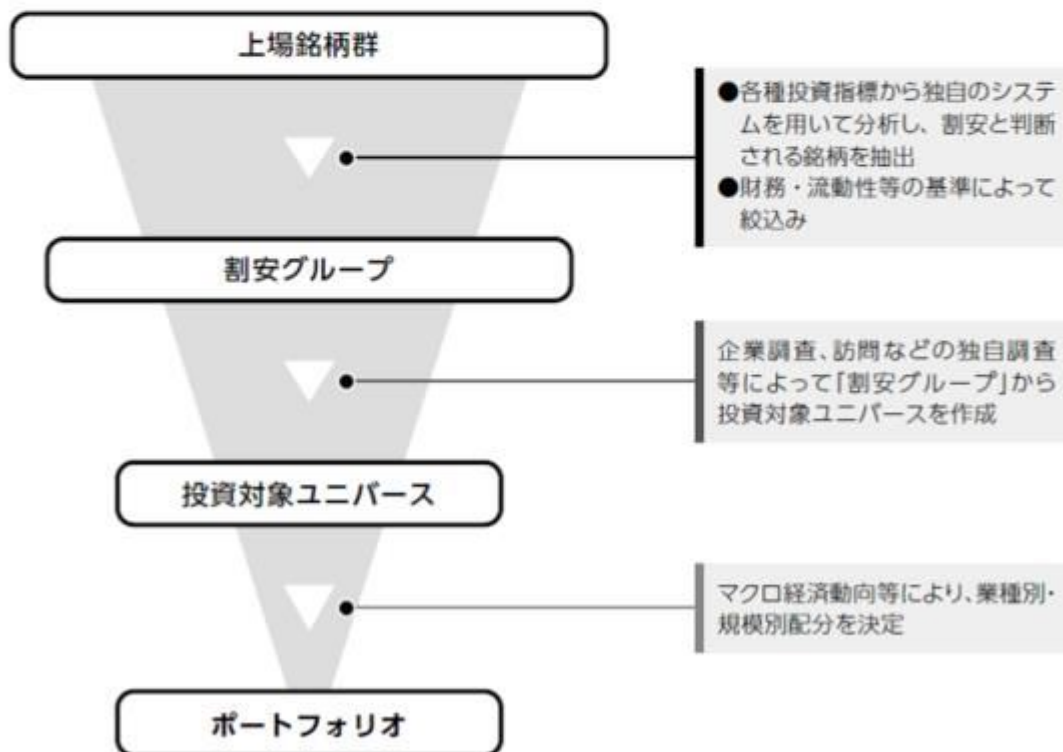 上場銘柄群
●各種投資指標から独自のシステ
ムを用いて分析し、割安と判断
される銘柄を抽出
●財務・流動性等の基準によって
絞込み
割安グループ
企業調査、訪問などの独自調査
等によって「割安グループ」から
投資対象ユニバースを作成
投資対象ユニバース
マクロ経済動向等により、業種別・
規模別配分を決定
ポートフォリオ